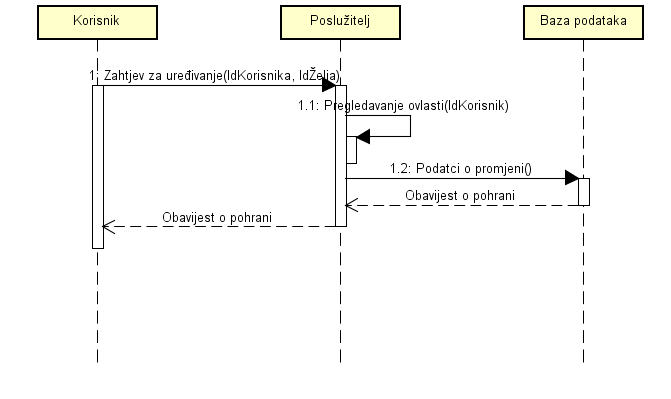 Korisnik
Poslužitelj
Baza podataka
1: Zahtjev za uređivanje(IdKorisnika, IdŽelja)
1.1: Pregledavanje ovlasti(IdKorisnik)
1.2: Podatci o promjeni()
Obavijest o pohrani
Obavijest o pohrani